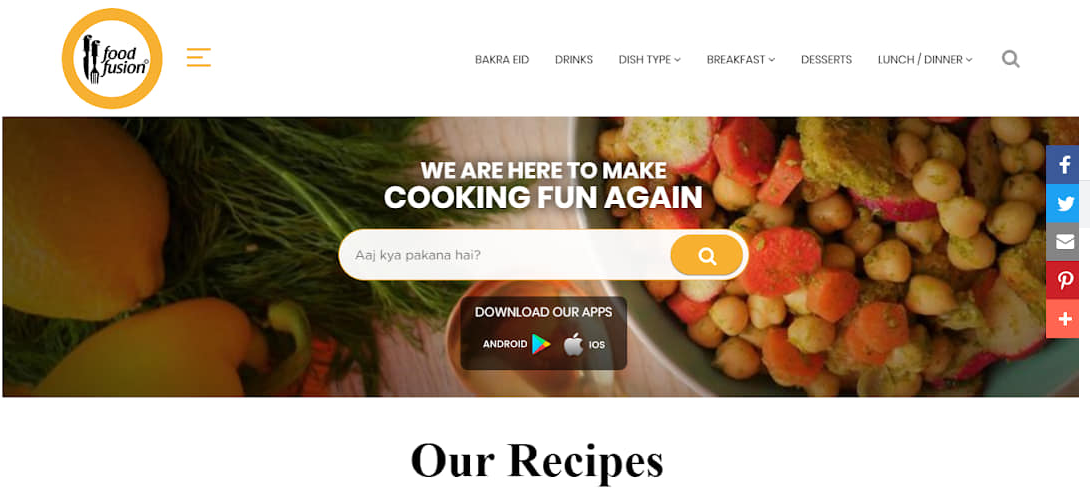 food
fusion
BAKRA EID
DRINKS
DISH TYPE
BREAKFAST
DESSERTS
LUNCH / DINNER
WE ARE HERE TO MAKE
COOKING FUN AGAIN
Aaj kya pakana hai?
DOWNLOAD OUR APPS
ANDROID
IOS
Our Recipes